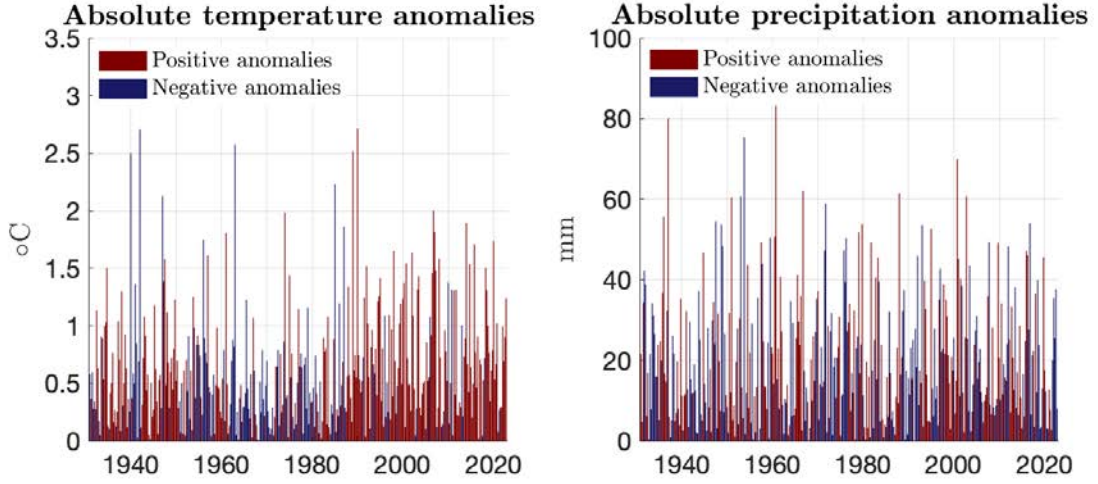 Absolute temperature anomalies
3.5
3
2.5
2
1.5
1
0.5
0
∘C
Positive anomalies
Negative anomalies
1940 1960 1980 2000 2020
Absolute precipitation anomalies
100
80
60
40
20
0
mm
Positive anomalies
Negative anomalies
1940 1960 1980 2000 2020